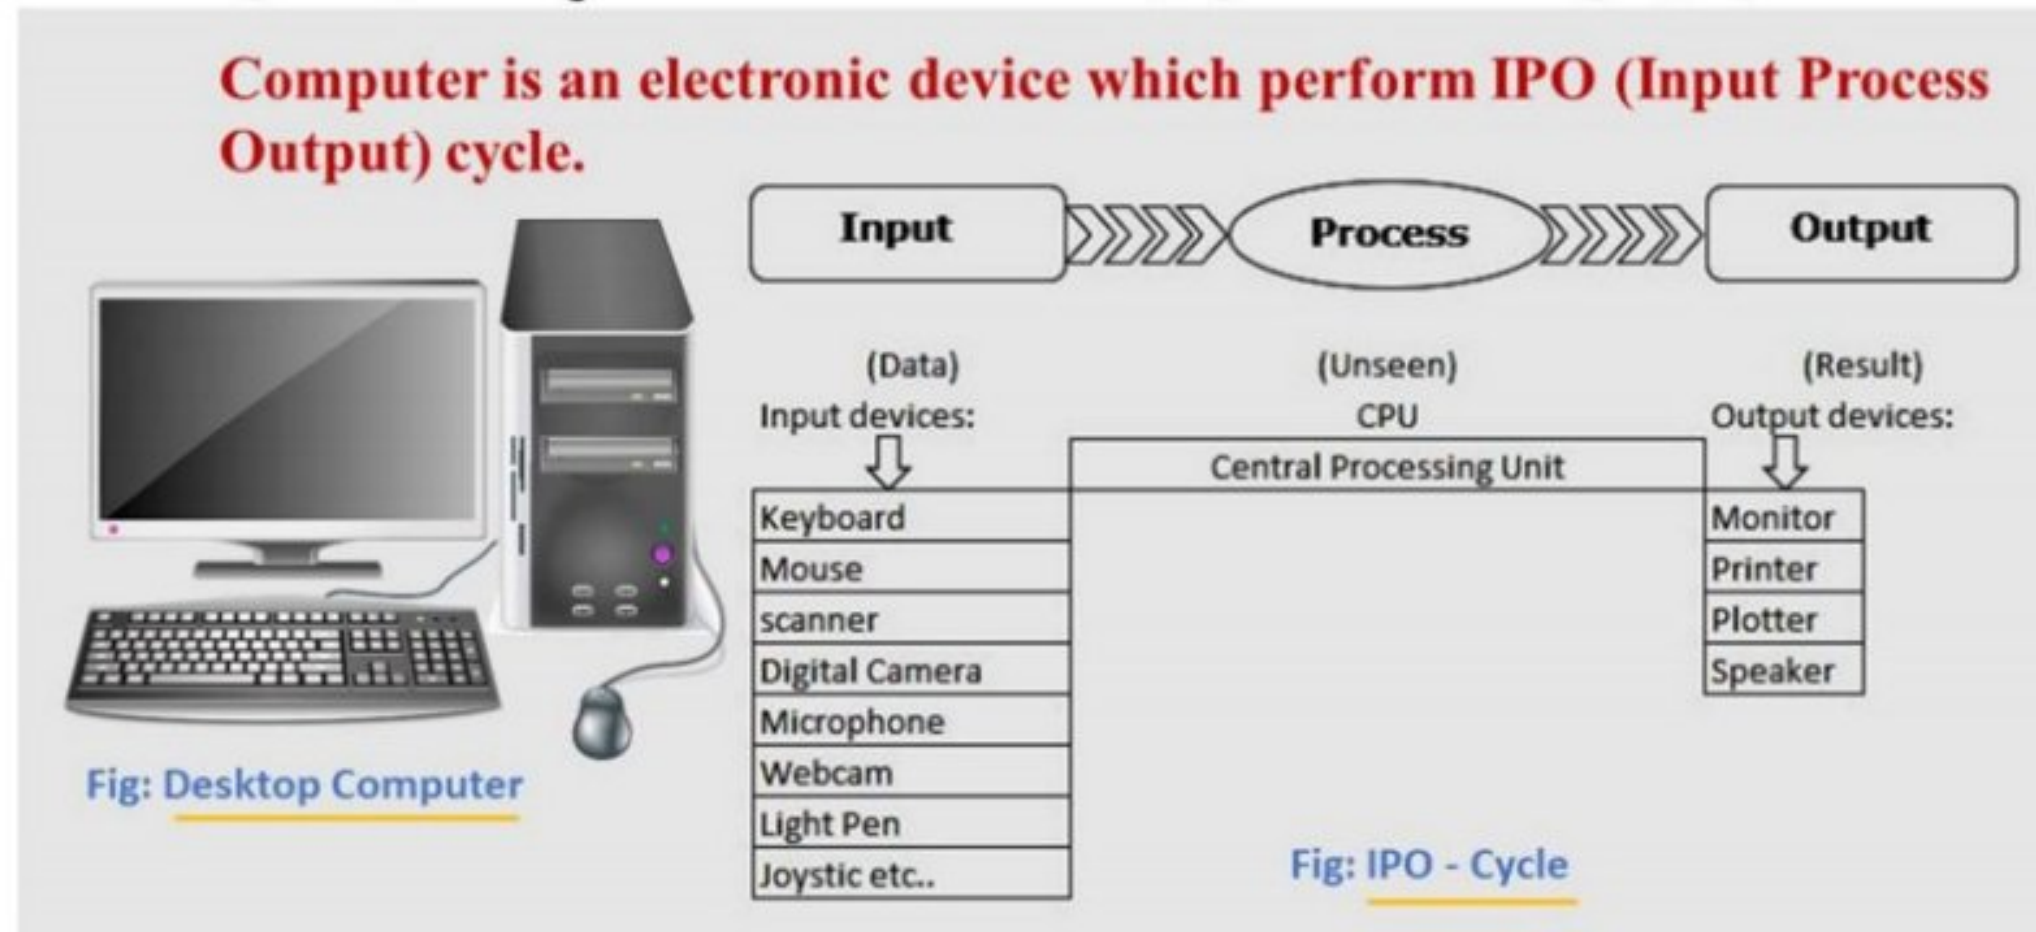 Computer is an electronic device which perform IPO (Input Process
Output) cycle.
Input
Process
Output
(Data)
(Unseen)
(Result)
Input devices:
CPU
Output devices:
Central Processing Unit
Keyboard
Mouse
scanner
Digital Camera
Microphone
Webcam
Light Pen
Joystic etc..
Monitor
Printer
Plotter
Speaker
Fig: Desktop Computer
Fig: IPO - Cycle